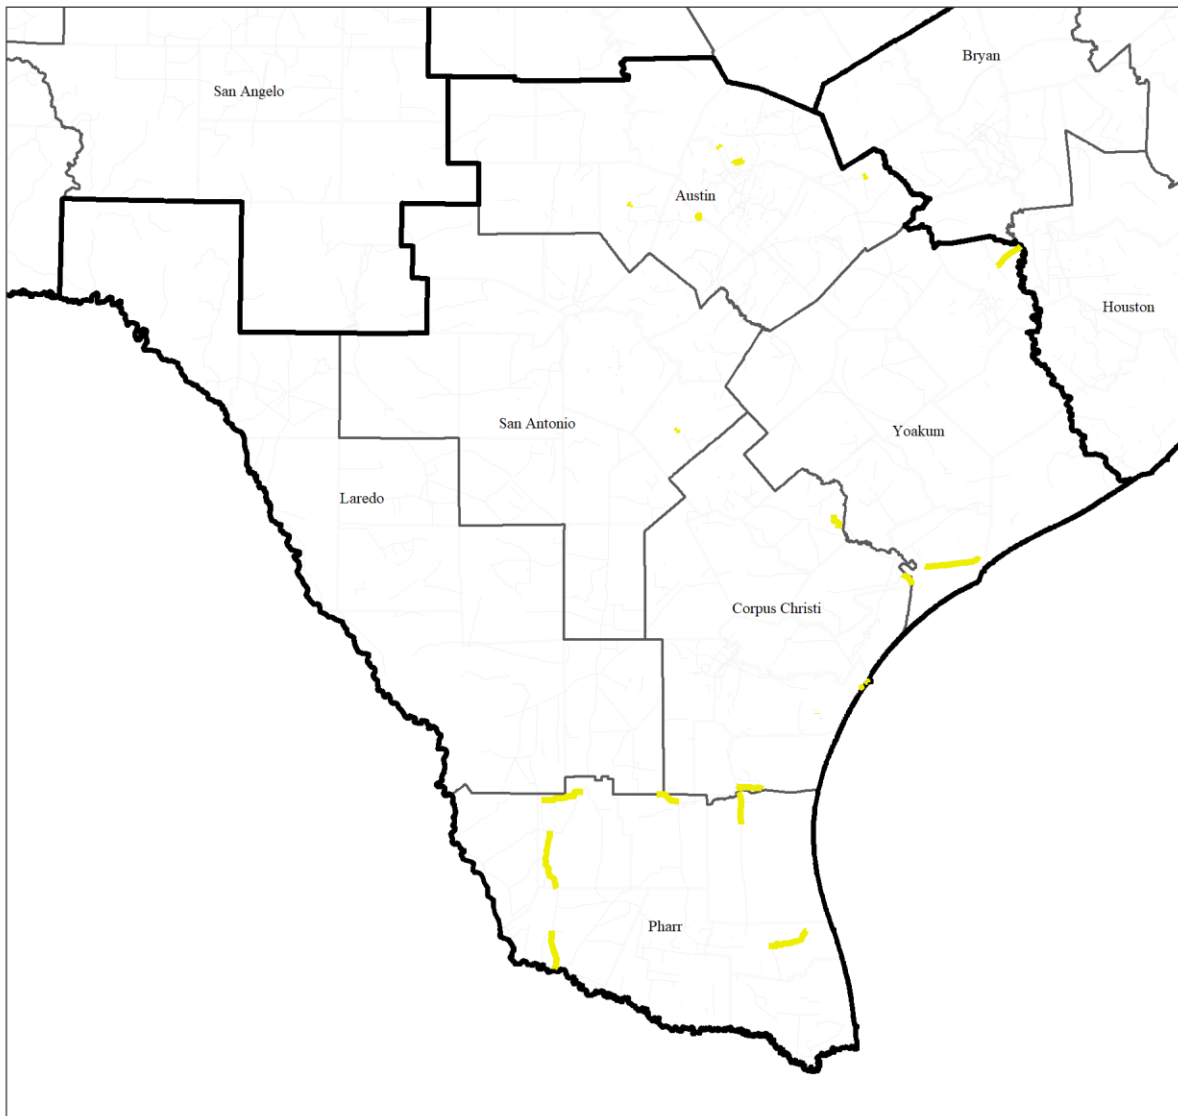 Bryan
San Angelo
Austin
Houston
San Antonio
Yoakum
Laredo
Corpus Christi
Pharr